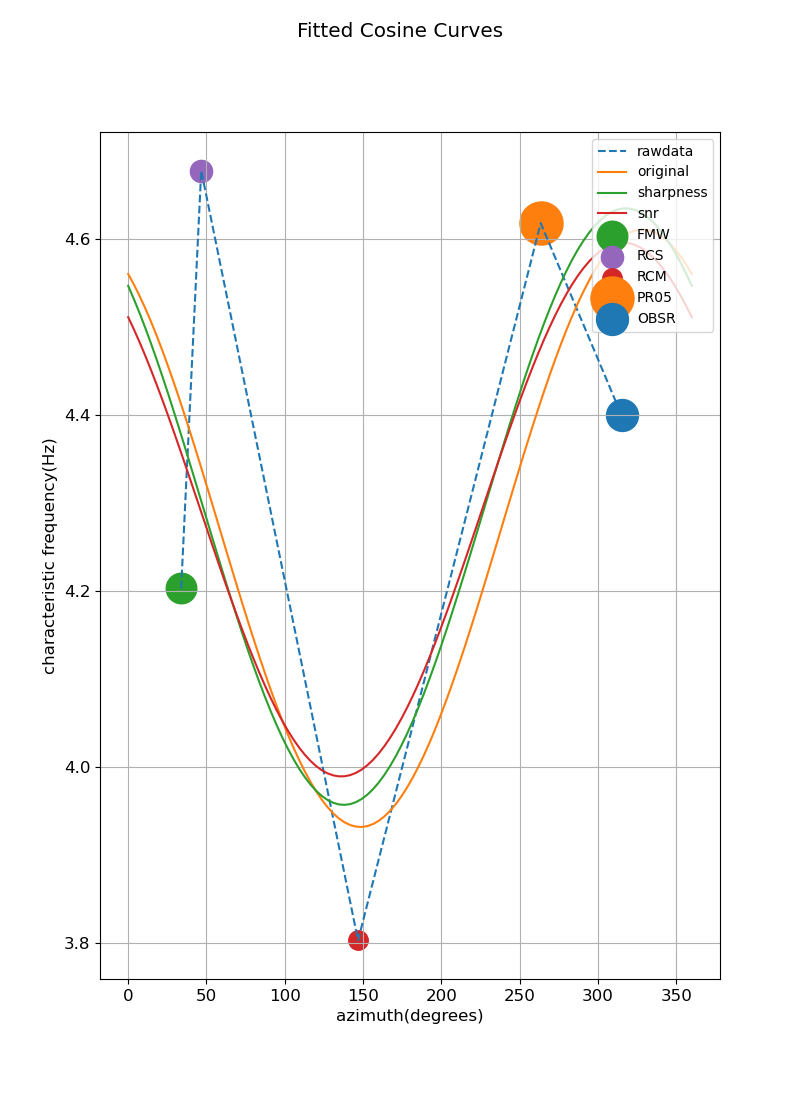 Fitted Cosine Curves
rawdata
original
sharpness
snr
FMW
RCS
RCM
PR05
OBSR
characteristic frequency(Hz)
4.6
4.4
4.2
4.0
3.8
0 50 100 150 200 250 300 350
azimuth(degrees)